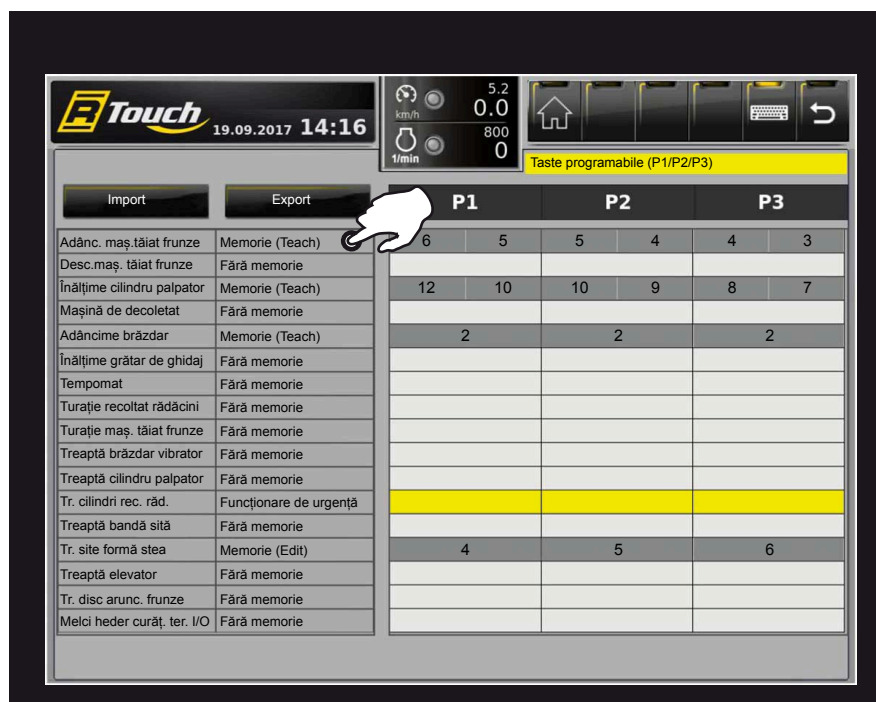 R Touch 19.09.2017 14:16
km/h 5.2
0.0
1/min 800
0
Taste programabile (P1/P2/P3)
Import Export P1 P2 P3
Adânc. maș.tăiat frunze Memorie (Teach) 6 5 5 4 4 3
Desc.maș. tăiat frunze Fără memorie
Înălțime cilindru palpator Memorie (Teach) 12 10 10 9 8 7
Mașină de decoletat Fără memorie
Adâncime brăzdar Memorie (Teach) 2 2 2
Înălțime grătar de ghidaj Fără memorie
Tempomat Fără memorie
Turație recoltat rădăcini Fără memorie
Turație maș. tăiat frunze Fără memorie
Treaptă brăzdar vibrator Fără memorie
Treaptă cilindru palpator Fără memorie
Tr. cilindri rec. răd. Funcționare de urgență
Treaptă bandă sită Fără memorie
Tr. site formă stea Memorie (Edit) 4 5 6
Treaptă elevator Fără memorie
Tr. disc arunc. frunze Fără memorie
Melci heder curăț. ter. I/O Fără memorie